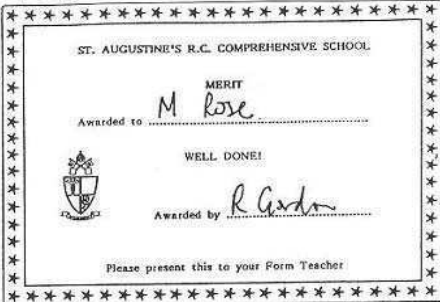 ST. AUGUSTINE'S R.C. COMPREHENSIVE SCHOOL
MERIT
Awarded to M Rose
WELL DONE!
Awarded by R Gordon
Please present this to your Form Teacher